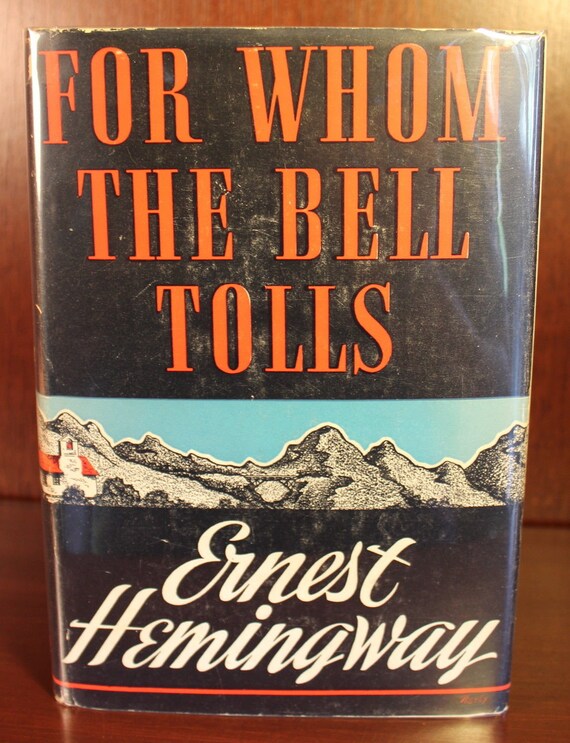 FOR WHOM
THE BELL
TOLLS
Ernest
Hemingway